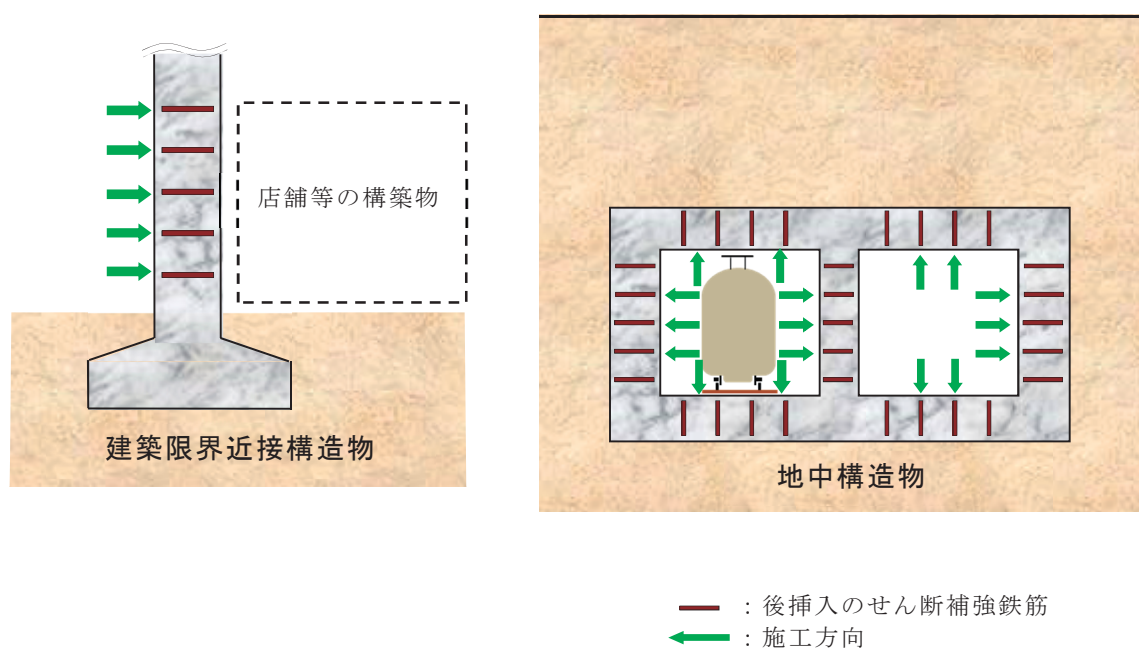 店舗等の構築物
建築限界近接構造物
地中構造物
：後挿入のせん断補強鉄筋
：施工方向